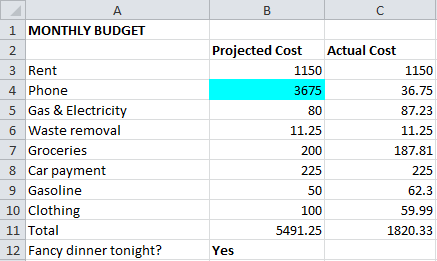 A B C
1 MONTHLY BUDGET
2 Projected Cost Actual Cost
3 Rent 1150 1150
4 Phone 3675 36.75
5 Gas & Electricity 80 87.23
6 Waste removal 11.25 11.25
7 Groceries 200 187.81
8 Car payment 225 225
9 Gasoline 50 62.3
10 Clothing 100 59.99
11 Total 5491.25 1820.33
12 Fancy dinner tonight? Yes